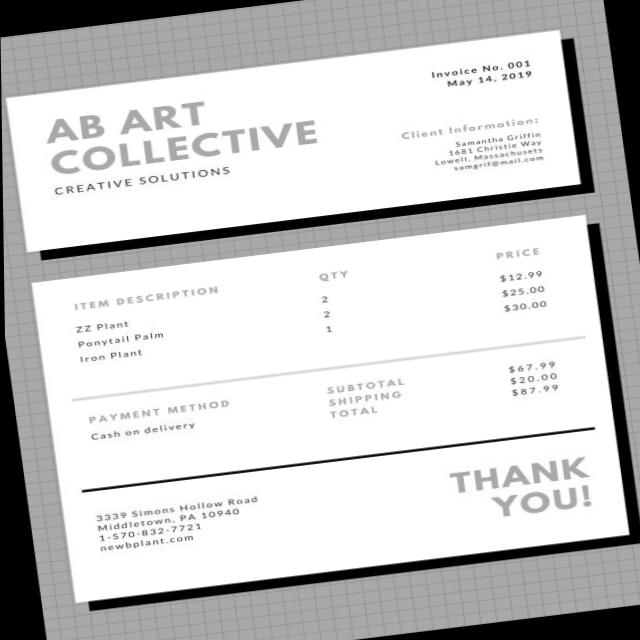 AB ART
COLLECTIVE
CREATIVE SOLUTIONS
Invoice No. 001
May 14, 2019
Client Information:
Samantha Griffin
1681 Christie Way
Lowell, Massachusets
samgrif@mail.com
ITEM DESCRIPTION QTY PRICE
ZZ Plant 2 $12.99
Ponytail Palm 2 $25.00
Iron Plant 1 $30.00
PAYMENT METHOD
Cash on delivery
SUBTOTAL $67.99
SHIPPING $20.00
TOTAL $87.99
3339 Simons Hollow Road
Middletown, PA 10940
1-570-832-7721
newbplant.com
THANK
YOU!